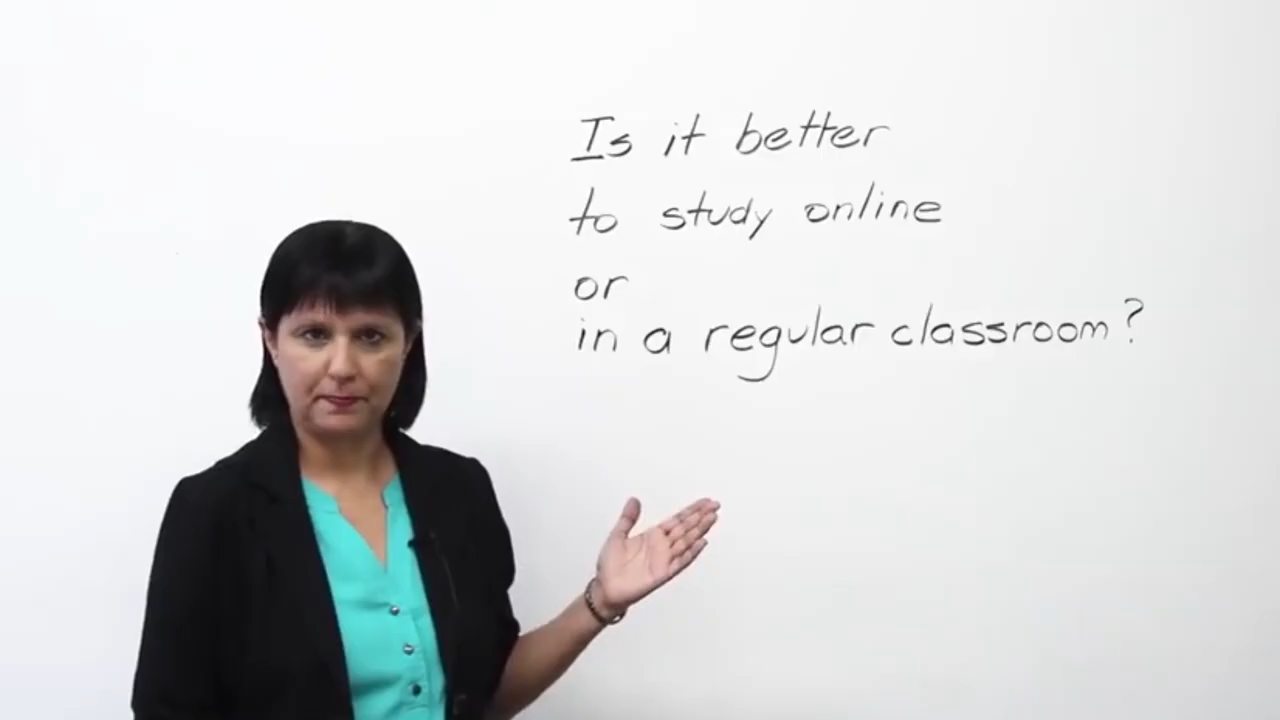 Is it better
to study online
or
in a regular classroom?